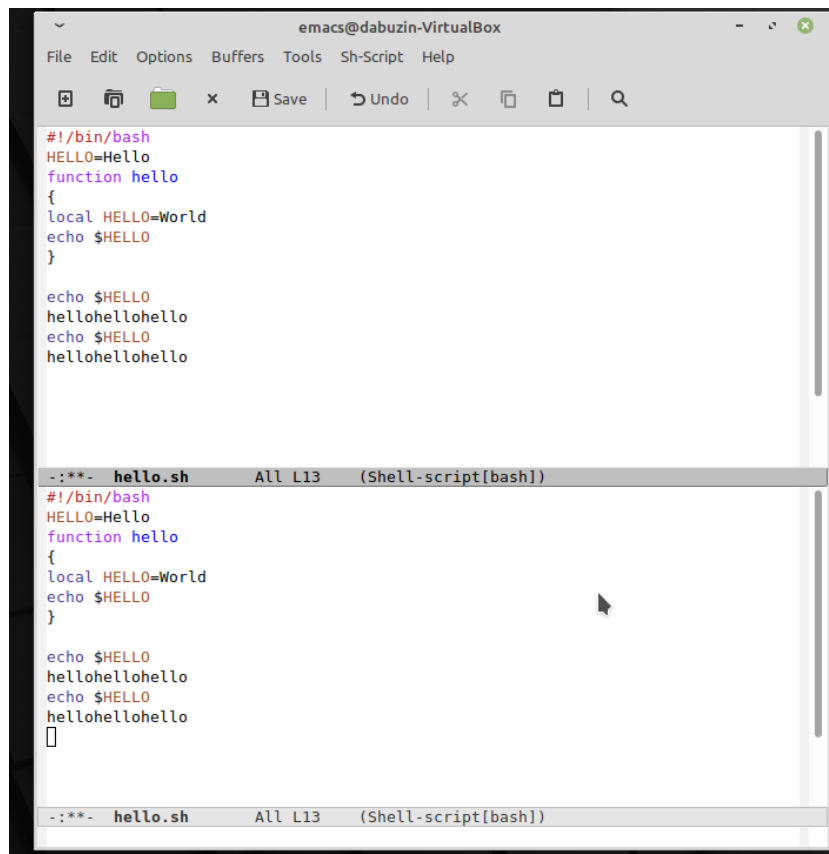 emacs@dabuzin-VirtualBox
File Edit Options Buffers Tools Sh-Script Help
Save Undo
#!/bin/bash
HELLO=Hello
function hello
{
local HELLO=World
echo $HELLO
}
echo $HELLO
hellohellohello
echo $HELLO
hellohellohello
-:**- hello.sh All L13 (Shell-script[bash])
#!/bin/bash
HELLO=Hello
function hello
{
local HELLO=World
echo $HELLO
}
echo $HELLO
hellohellohello
echo $HELLO
hellohellohello
-:**- hello.sh All L13 (Shell-script[bash])